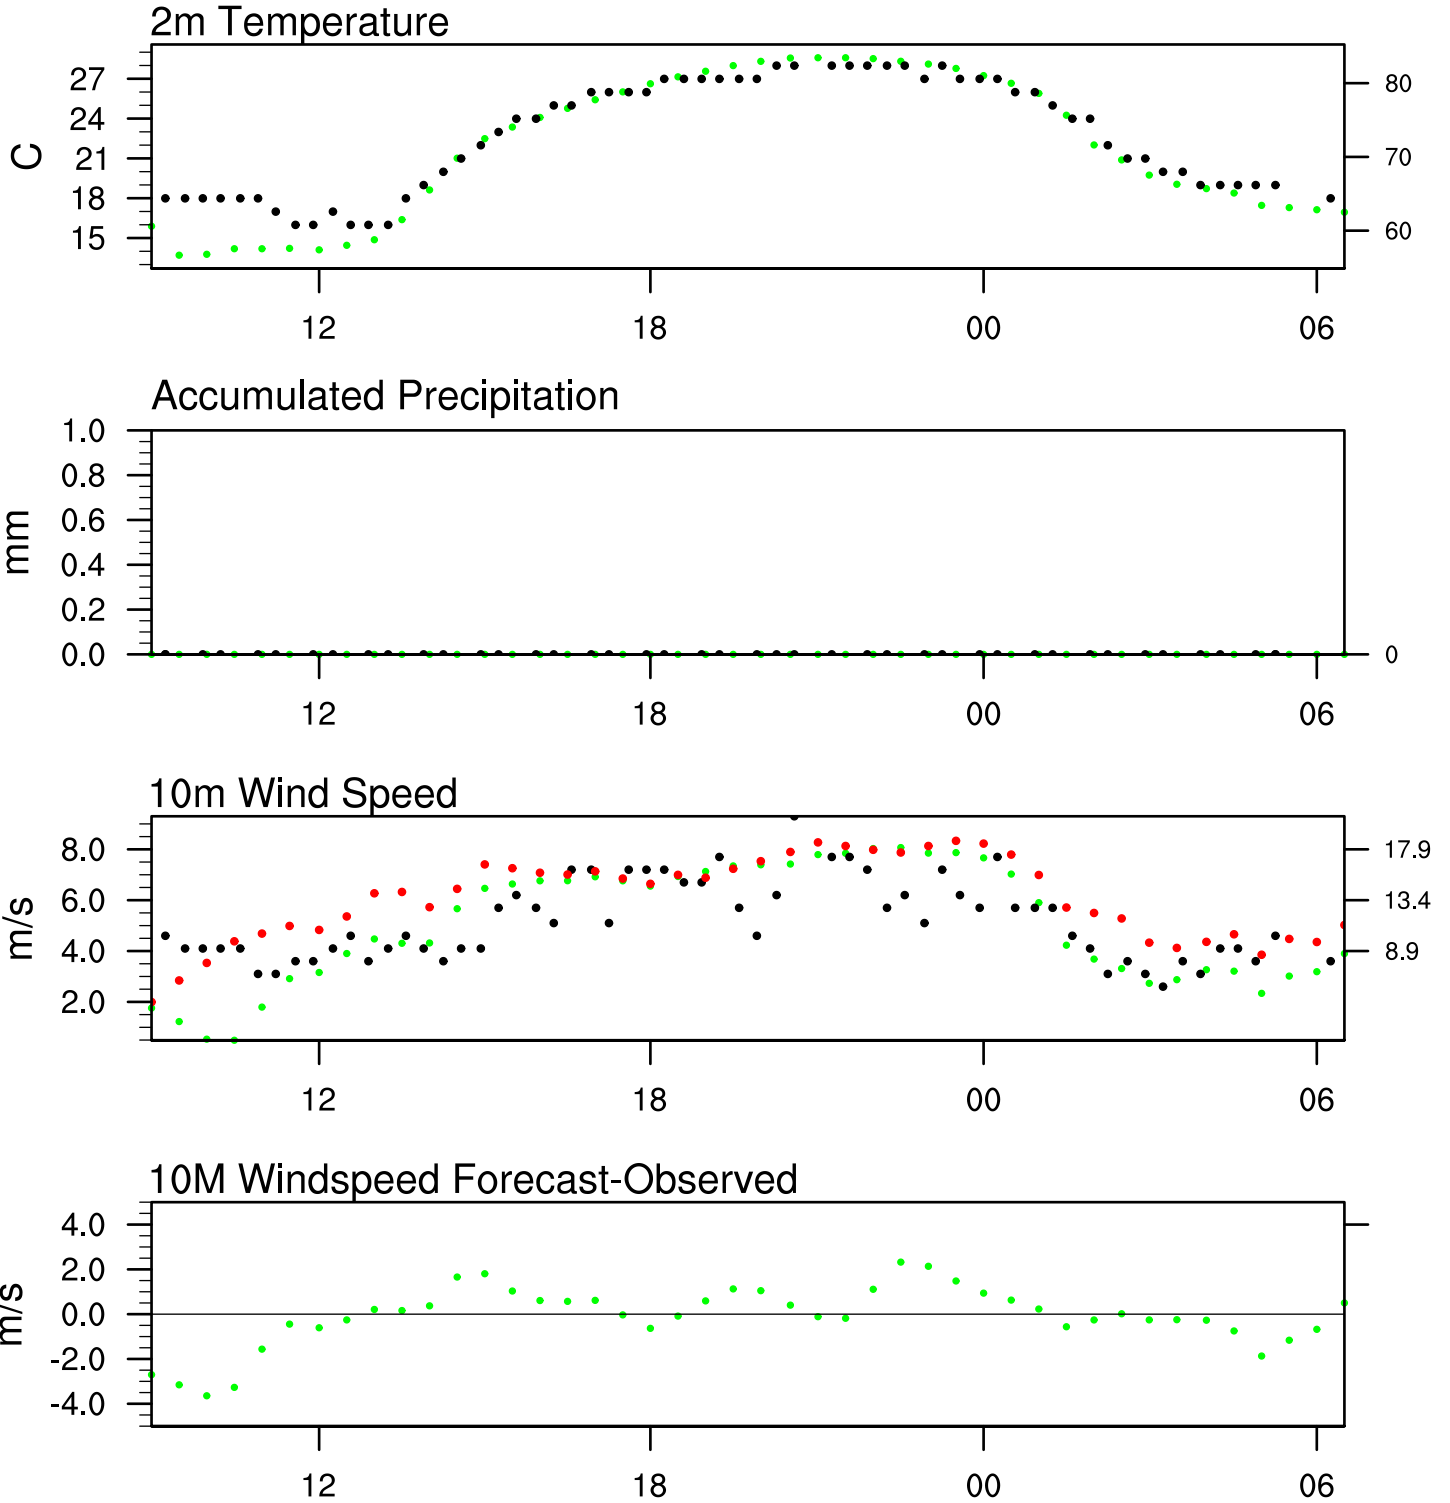 2m Temperature
C
27
24
21
18
15
80
70
60
12 18 00 06
Accumulated Precipitation
mm
1.0
0.8
0.6
0.4
0.2
0.0
0
12 18 00 06
10m Wind Speed
m/s
8.0
6.0
4.0
2.0
17.9
13.4
8.9
12 18 00 06
10M Windspeed Forecast-Observed
m/s
4.0
2.0
0.0
-2.0
-4.0
12 18 00 06